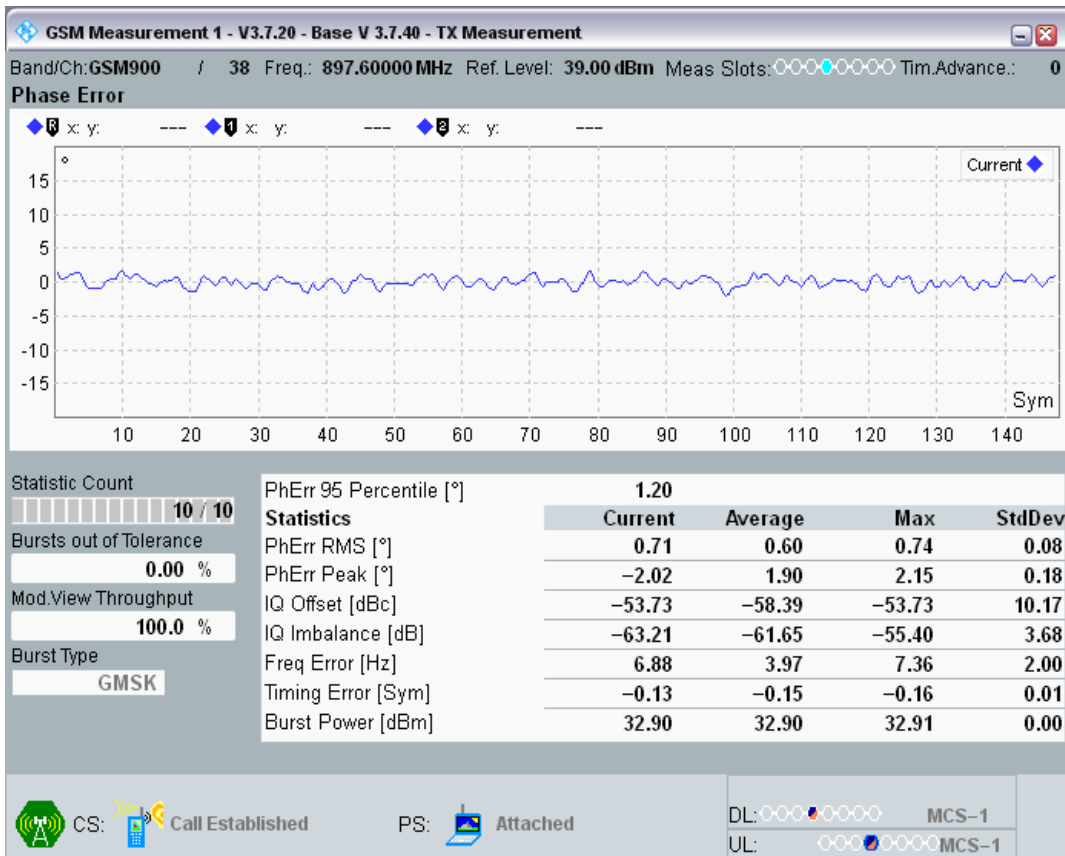 GSM Measurement 1 - V3.7.20 - Base V 3.7.40 - TX Measurement
Band/Ch:GSM900 / 38 Freq.: 897.60000 MHz Ref. Level: 39.00 dBm Meas Slots: Tim.Advance.: 0
Phase Error
R x: y: --- 1 x: y: --- 2 x: y: ---
° Current
15
10
5
0
-5
-10
-15
Sym
10 20 30 40 50 60 70 80 90 100 110 120 130 140
Statistic Count
10 / 10
Bursts out of Tolerance
0.00 %
Mod.View Throughput
100.0 %
Burst Type
GMSK
PhErr 95 Percentile [°] 1.20
Statistics Current Average Max StdDev
PhErr RMS [°] 0.71 0.60 0.74 0.08
PhErr Peak [°] −2.02 1.90 2.15 0.18
IQ Offset [dBc] −53.73 −58.39 −53.73 10.17
IQ Imbalance [dB] −63.21 −61.65 −55.40 3.68
Freq Error [Hz] 6.88 3.97 7.36 2.00
Timing Error [Sym] −0.13 −0.15 −0.16 0.01
Burst Power [dBm] 32.90 32.90 32.91 0.00
CS: Call Established PS: Attached
DL: MCS−1
UL: MCS−1